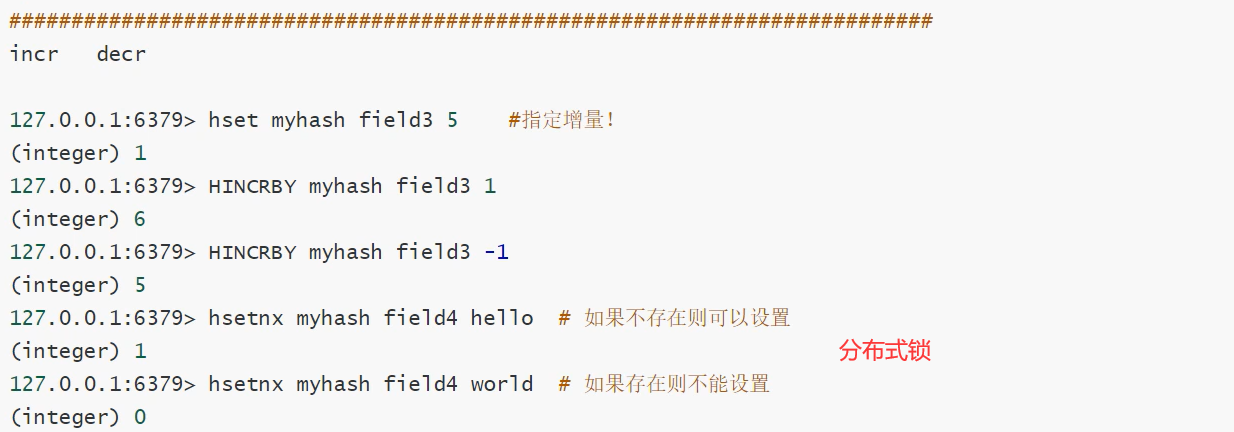 ##########################################################################
incr   decr
127.0.0.1:6379> hset myhash field3 5    #指定增量!
(integer) 1
127.0.0.1:6379> HINCRBY myhash field3 1
(integer) 6
127.0.0.1:6379> HINCRBY myhash field3 -1
(integer) 5
127.0.0.1:6379> hsetnx myhash field4 hello  # 如果不存在则可以设置
(integer) 1
分布式锁
127.0.0.1:6379> hsetnx myhash field4 world  # 如果存在则不能设置
(integer) 0